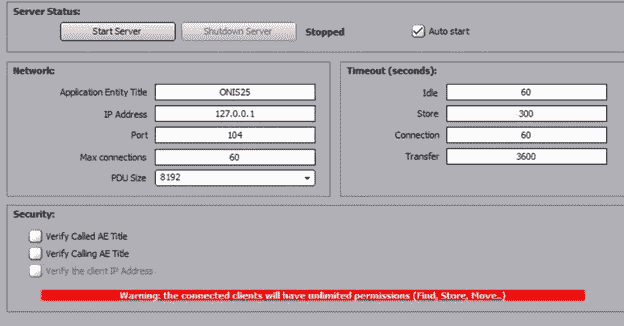 Server Status:
Start Server Shutdown Server Stopped Auto start
Network: Timeout (seconds):
Application Entity Title ONIS25 Idle 60
IP Address 127.0.0.1 Store 300
Port 104 Connection 60
Max connections 60 Transfer 3600
PDU Size 8192
Security:
Verify Called AE Title
Verify Calling AE Title
Verify the client IP Address
Warning: the connected clients will have unlimited permissions (Find, Store, Move..)